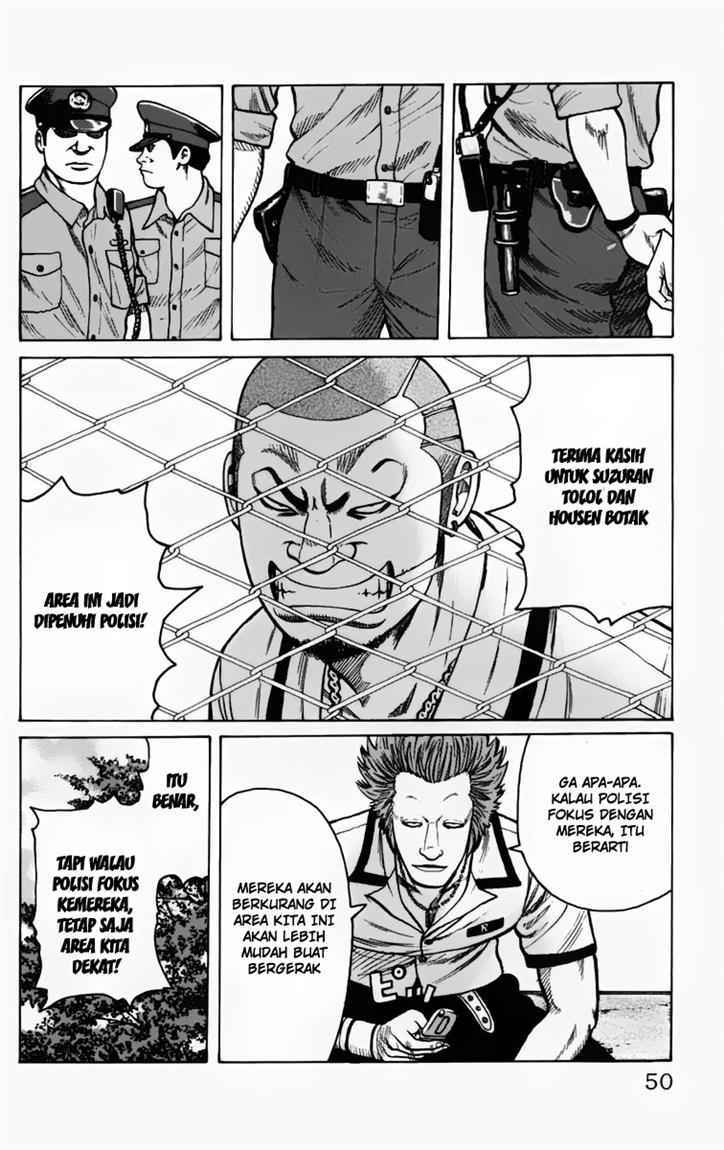 TERIMA KASIH
UNTUK SUZURAN
TOLOL DAN
HOUSEN BOTAK
AREA INI JADI
DIPENUHI POLISI!
GA APA-APA.
KALAU POLISI
FOKUS DENGAN
MEREKA, ITU
BERARTI
MEREKA AKAN
BERKURANG DI
AREA KITA INI
AKAN LEBIH
MUDAH BUAT
BERGERAK
ピッ
ITU
BENAR,
TAPI WALAU
POLISI FOKUS
KEMEREKA,
TETAP SAJA
AREA KITA
DEKAT!
50